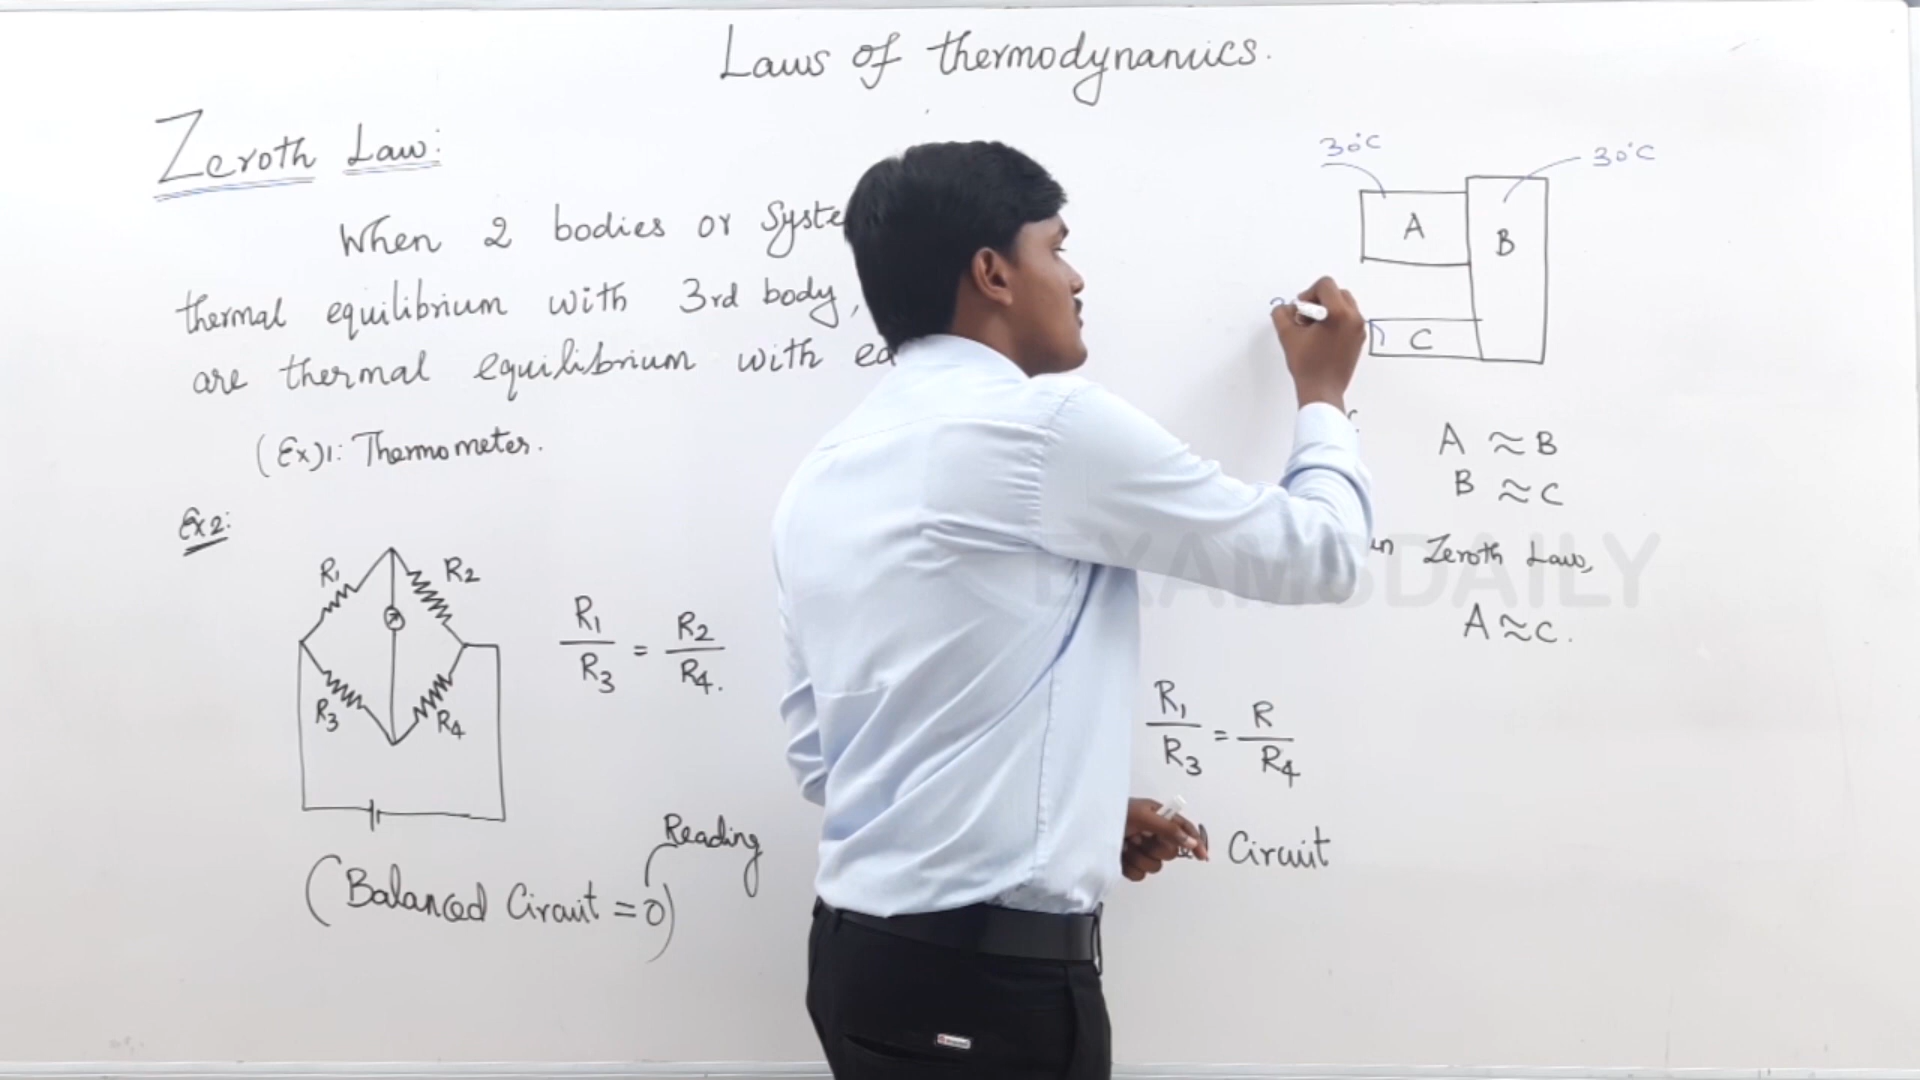 Laws of thermodynamics.
Zeroth Law:
When 2 bodies or Syste
thermal equilibrium with 3rd body,
are thermal equilibrium with ea
(Ex)1: Thermometer.
Ex2:
R1
R2
R3
R4
R1/R3 = R2/R4.
Reading
(Balanced Circuit = 0)
30°C
30°C
A
B
C
A ≈ B
B ≈ C
Zeroth Law,
A ≈ C.
R1/R3 = R/R4
Circuit
EXAMSDAILY